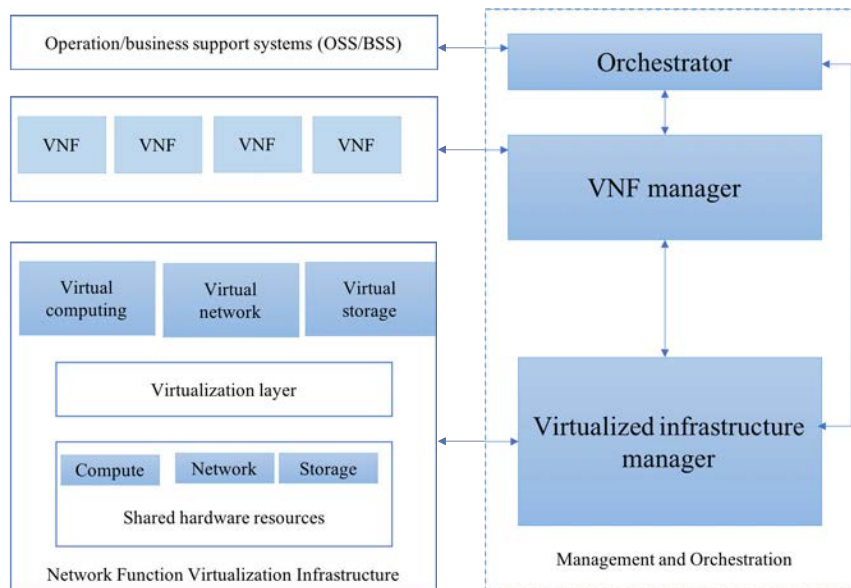 Operation/business support systems (OSS/BSS)
VNF VNF VNF VNF
Virtual computing
Virtual network
Virtual storage
Virtualization layer
Compute Network Storage
Shared hardware resources
Network Function Virtualization Infrastructure
Orchestrator
VNF manager
Virtualized infrastructure
manager
Management and Orchestration